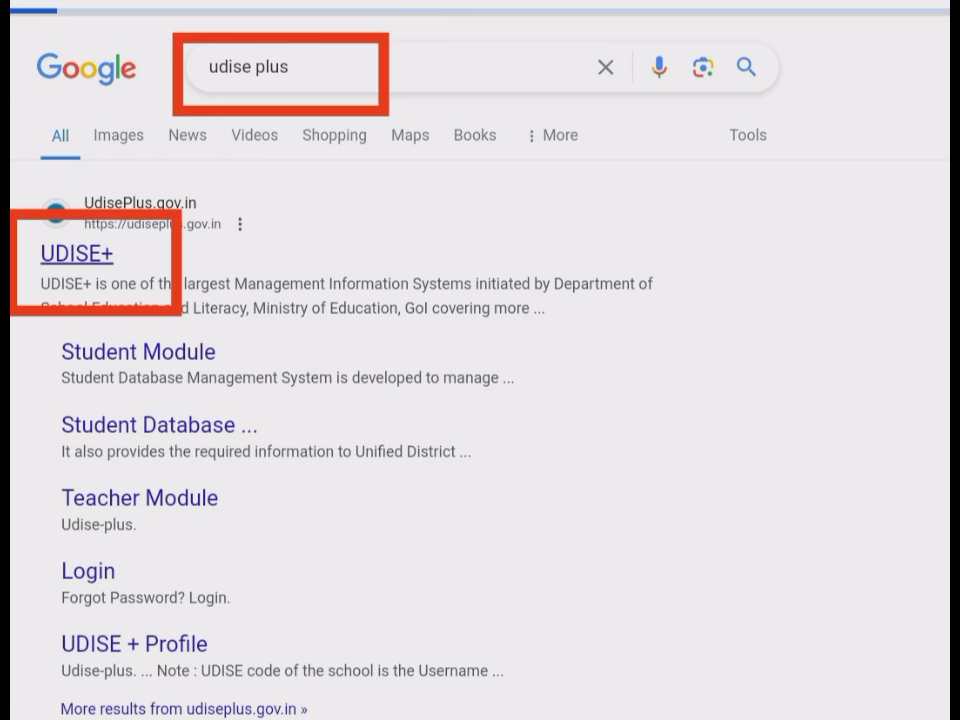 Google
udise plus
All Images News Videos Shopping Maps Books More Tools
UdisePlus.gov.in
https://udiseplus.gov.in
UDISE+
UDISE+ is one of the largest Management Information Systems initiated by Department of
School Education and Literacy, Ministry of Education, GoI covering more ...
Student Module
Student Database Management System is developed to manage ...
Student Database ...
It also provides the required information to Unified District ...
Teacher Module
Udise-plus.
Login
Forgot Password? Login.
UDISE + Profile
Udise-plus. ... Note : UDISE code of the school is the Username ...
More results from udiseplus.gov.in »